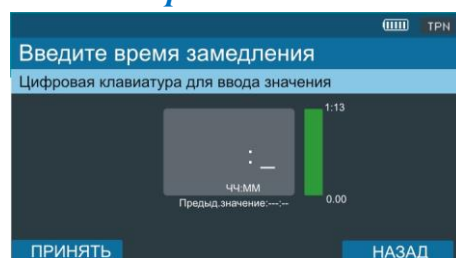 TPN
Введите время замедления
Цифровая клавиатура для ввода значения
1:13
: _
ЧЧ:ММ
Предыд.значение:---:--
0.00
ПРИНЯТЬ
НАЗАД